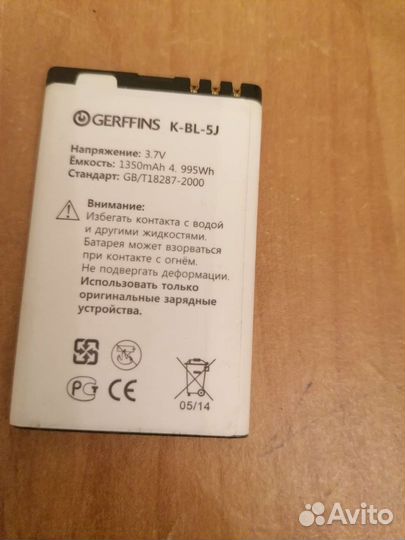 GERFFINS K-BL-5J
Напряжение: 3.7V
Ёмкость: 1350mAh 4. 995Wh
Стандарт: GB/T18287-2000
Внимание:
Избегать контакта с водой
и другими жидкостями.
Батарея может взорваться
при контакте с огнём.
Не подвергать деформации.
Использовать только
оригинальные зарядные
устройства.
РСТ CE
05/14
Avito